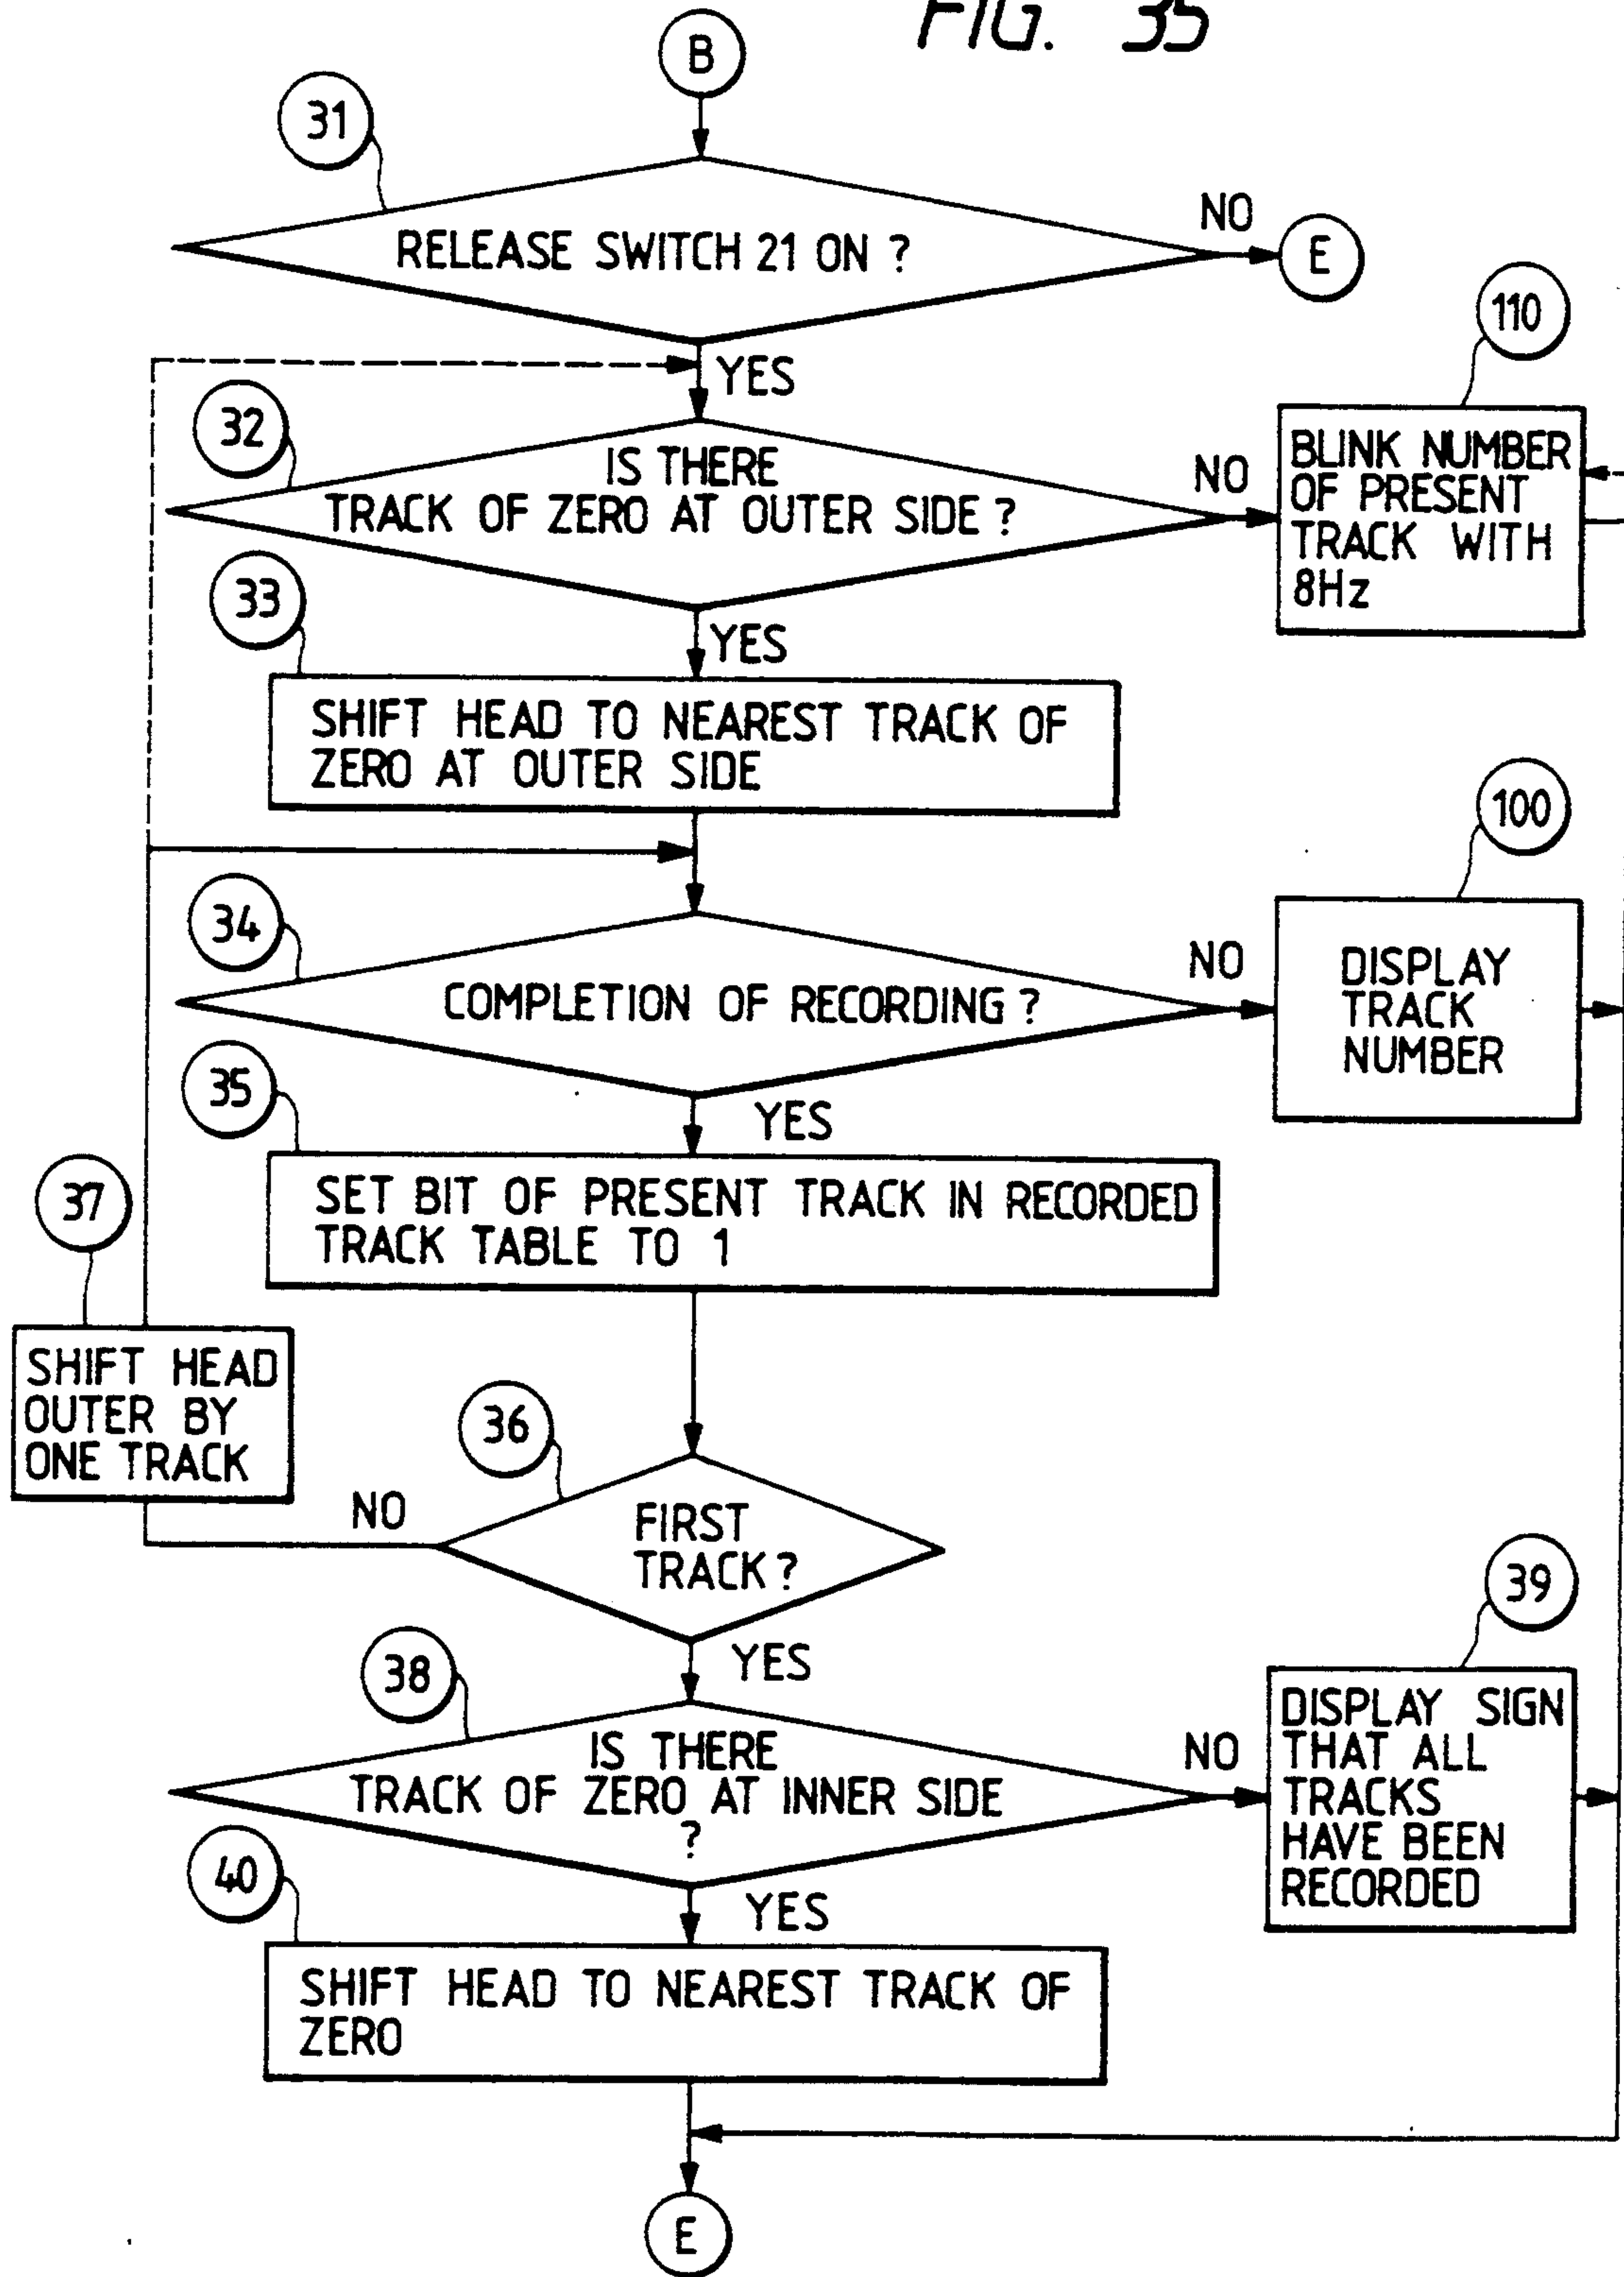 FIG. 35
B
31
RELEASE SWITCH 21 ON ?
NO
E
YES
32
IS THERE
TRACK OF ZERO AT OUTER SIDE ?
NO
110
BLINK NUMBER
OF PRESENT
TRACK WITH
8Hz
YES
33
SHIFT HEAD TO NEAREST TRACK OF
ZERO AT OUTER SIDE
34
COMPLETION OF RECORDING ?
NO
100
DISPLAY
TRACK
NUMBER
YES
35
SET BIT OF PRESENT TRACK IN RECORDED
TRACK TABLE TO 1
37
SHIFT HEAD
OUTER BY
ONE TRACK
NO
36
FIRST
TRACK ?
YES
38
IS THERE
TRACK OF ZERO AT INNER SIDE
?
NO
39
DISPLAY SIGN
THAT ALL
TRACKS
HAVE BEEN
RECORDED
YES
40
SHIFT HEAD TO NEAREST TRACK OF
ZERO
E